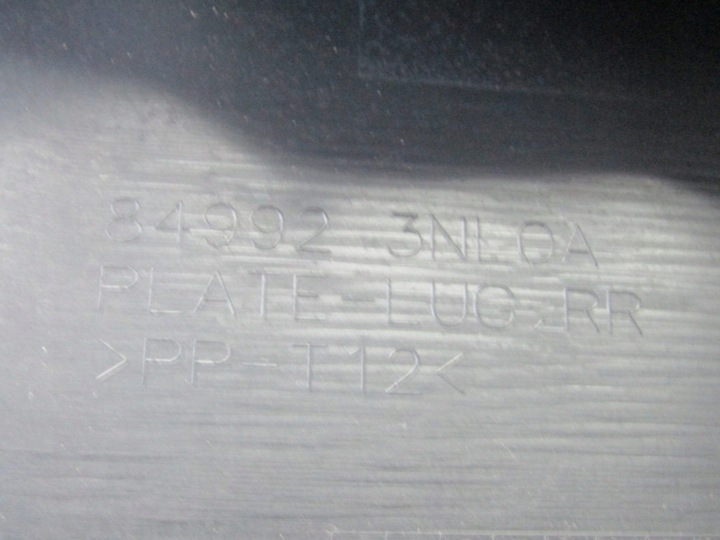 84992 3NL0A
PLATE-LUG,RR
>PP-T12<